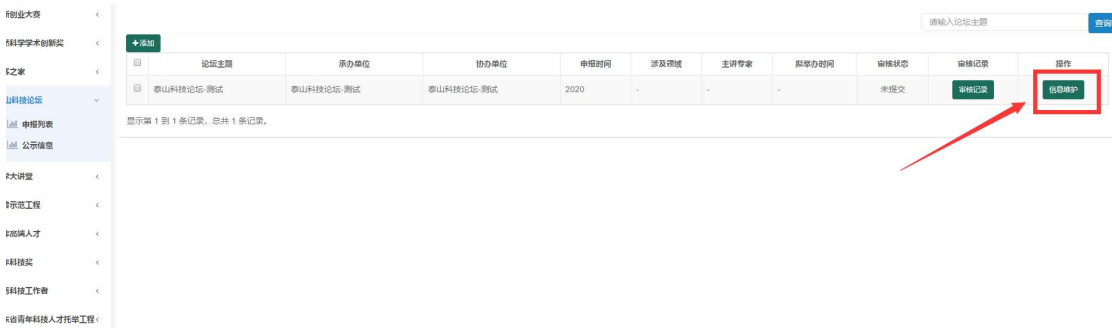 请输入论坛主题
查询
创业大赛
科学学术创新奖
之家
山科技论坛
申报列表
公示信息
大讲堂
示范工程
高端人才
科技奖
科技工作者
省青年科技人才托举工程
+添加
论坛主题 承办单位 协办单位 申报时间 涉及领域 主讲专家 拟举办时间 审核状态 审核记录 操作
泰山科技论坛-测试 泰山科技论坛-测试 泰山科技论坛-测试 2020 - - - 未提交 审核记录 信息维护
显示第 1 到 1 条记录，总共 1 条记录。